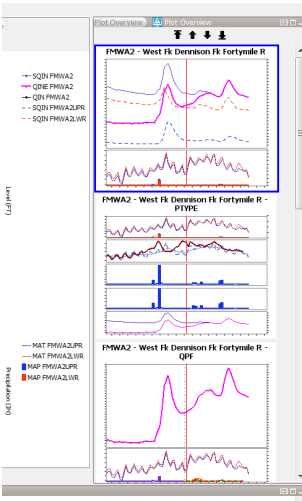 Plot Overview
Plot Overview
FMWA2 - West Fk Dennison Fk Fortymile R
SQIN FMWA2
QINE FMWA2
QIN FMWA2
SQIN FMWA2UPR
SQIN FMWA2LWR
Level (FT)
FMWA2 - West Fk Dennison Fk Fortymile R -
PTYPE
FMWA2 - West Fk Dennison Fk Fortymile R -
QPF
MAT FMWA2UPR
MAT FMWA2LWR
MAP FMWA2UPR
MAP FMWA2LWR
Precipitation (IN)